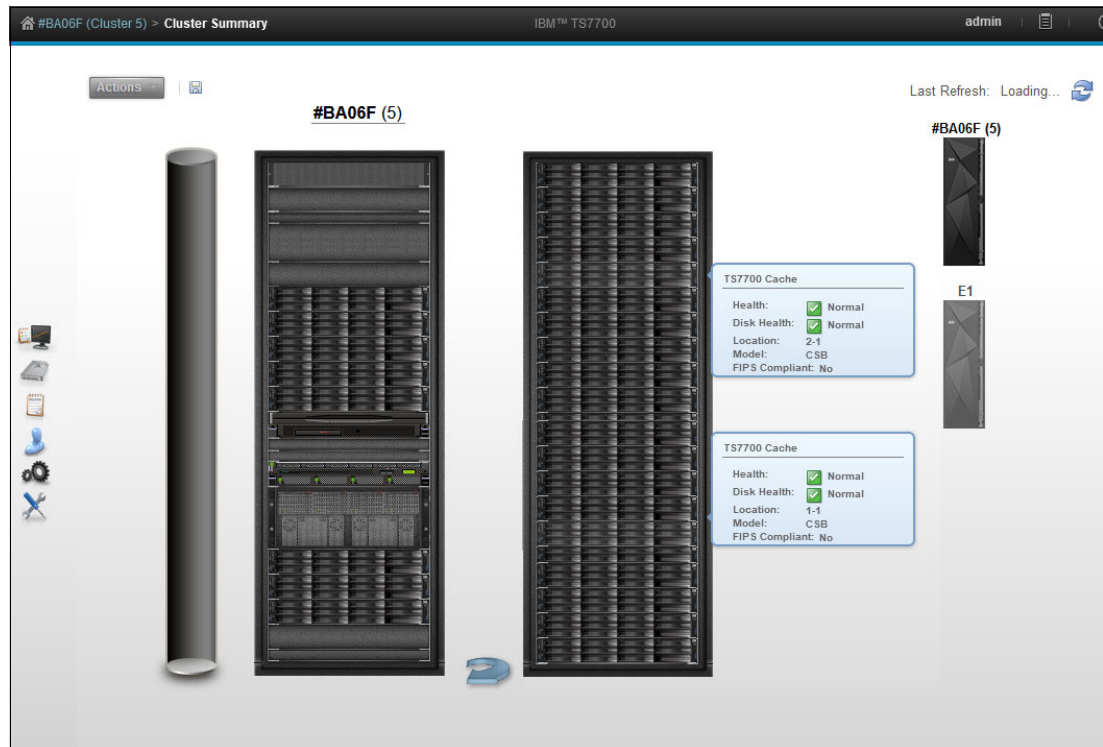 #BA06F (Cluster 5) > Cluster Summary
IBM™ TS7700
admin
Actions
Last Refresh: Loading...
#BA06F (5)
#BA06F (5)
TS7700 Cache
Health: Normal
Disk Health: Normal
Location: 2-1
Model: CSB
FIPS Compliant: No
E1
TS7700 Cache
Health: Normal
Disk Health: Normal
Location: 1-1
Model: CSB
FIPS Compliant: No